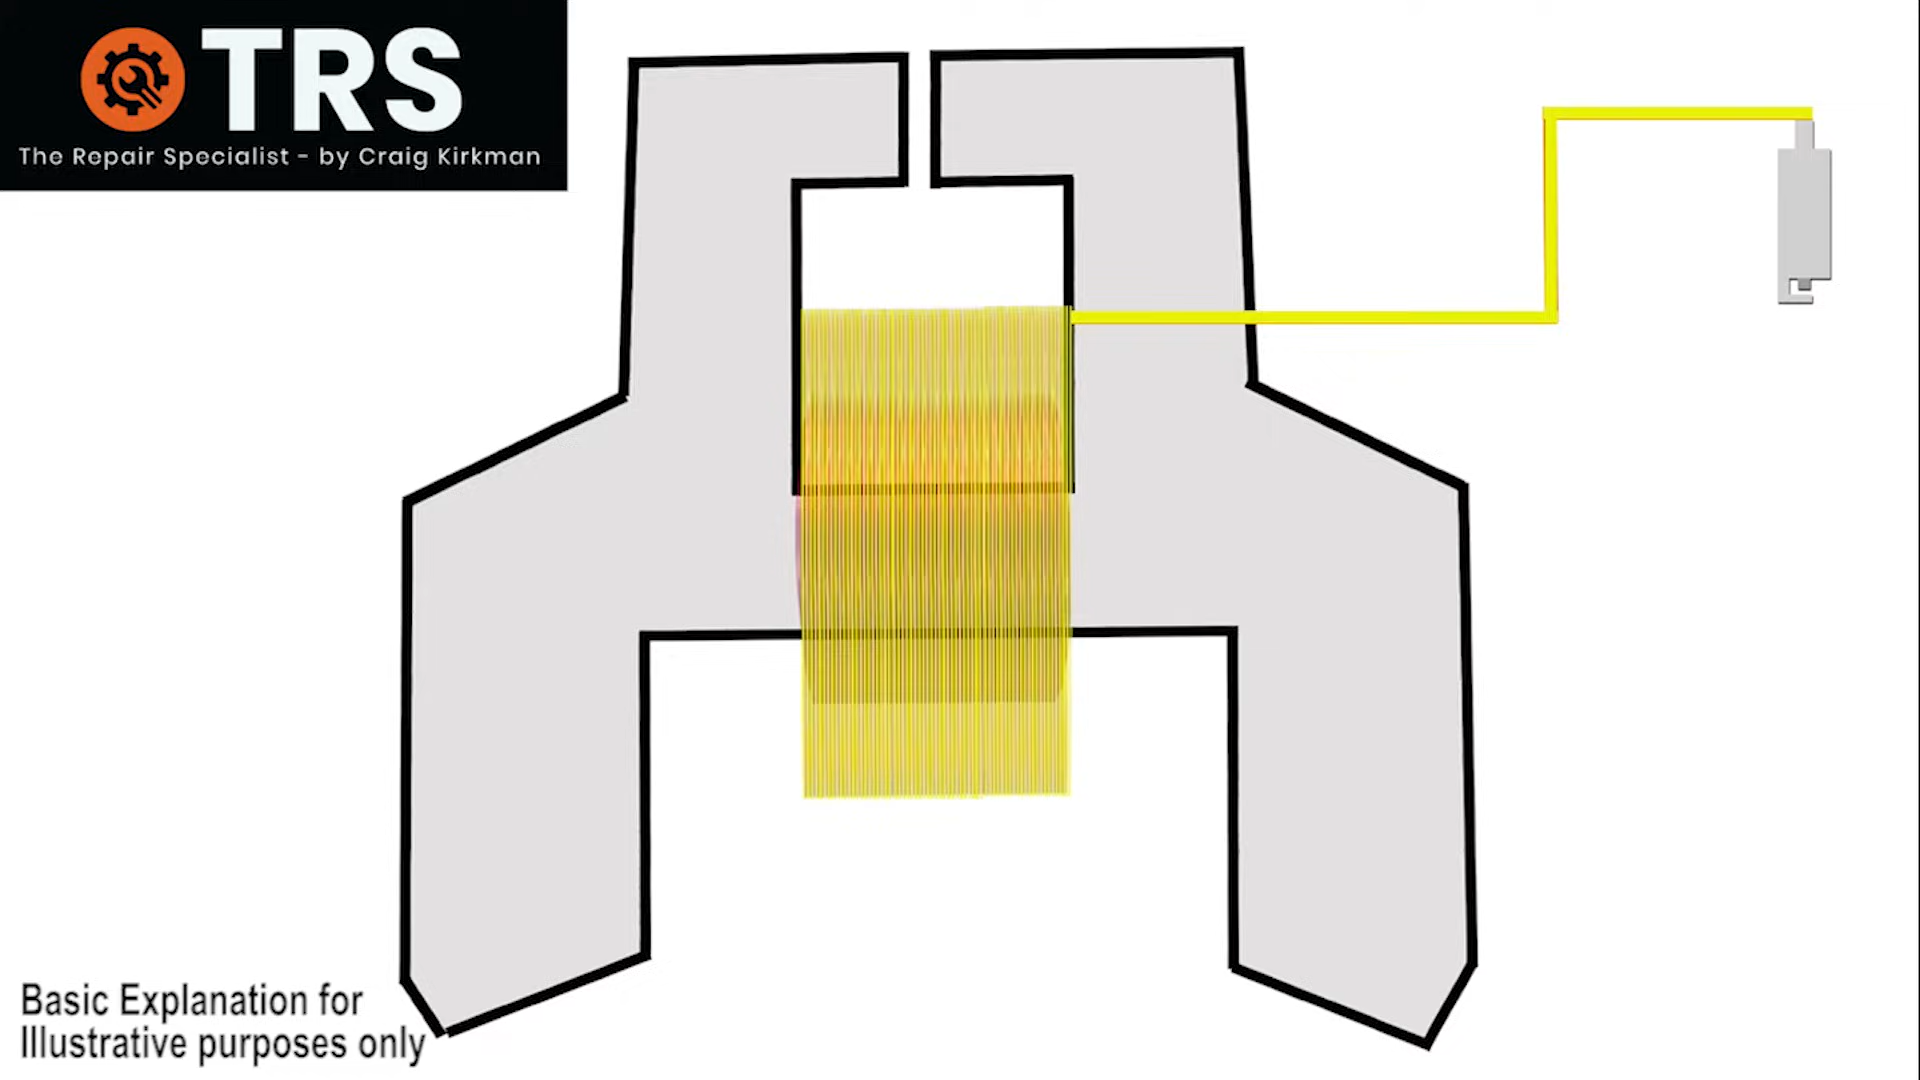 TRS
The Repair Specialist - by Craig Kirkman
Basic Explanation for
Illustrative purposes only